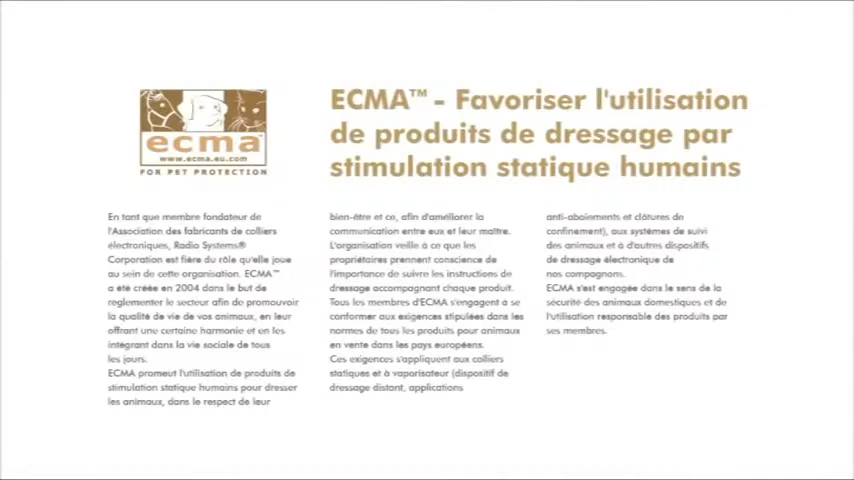 ecma™
www.ecma.eu.com
FOR PET PROTECTION
ECMA™ - Favoriser l'utilisation
de produits de dressage par
stimulation statique humains
En tant que membre fondateur de
l'Association des fabricants de colliers
électroniques, Radio Systems®
Corporation est fière du rôle qu'elle joue
au sein de cette organisation. ECMA™
a été créée en 2004 dans le but de
réglementer le secteur afin de promouvoir
la qualité de vie de vos animaux, en leur
offrant une certaine harmonie et en les
intégrant dans la vie sociale de tous
les jours.
ECMA promeut l'utilisation de produits de
stimulation statique humains pour dresser
les animaux, dans le respect de leur
bien-être et ce, afin d'améliorer la
communication entre eux et leur maître.
L'organisation veille à ce que les
propriétaires prennent conscience de
l'importance de suivre les instructions de
dressage accompagnant chaque produit.
Tous les membres d'ECMA s'engagent à se
conformer aux exigences stipulées dans les
normes de tous les produits pour animaux
en vente dans les pays européens.
Ces exigences s'appliquent aux colliers
statiques et à vaporisateur (dispositif de
dressage distant, applications
anti-aboiements et clôtures de
confinement), aux systèmes de suivi
des animaux et à d'autres dispositifs
de dressage électronique de
nos compagnons.
ECMA s'est engagée dans le sens de la
sécurité des animaux domestiques et de
l'utilisation responsable des produits par
ses membres.